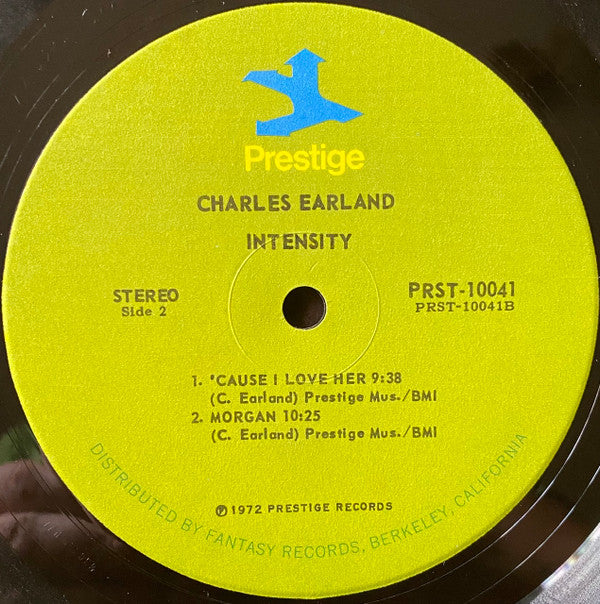 Prestige
CHARLES EARLAND
INTENSITY
STEREO
Side 2
PRST-10041
PRST-10041B
1. 'CAUSE I LOVE HER 9:38
(C. Earland) Prestige Mus./BMI
2. MORGAN 10:25
(C. Earland) Prestige Mus./BMI
℗ 1972 PRESTIGE RECORDS
DISTRIBUTED BY FANTASY RECORDS, BERKELEY, CALIFORNIA